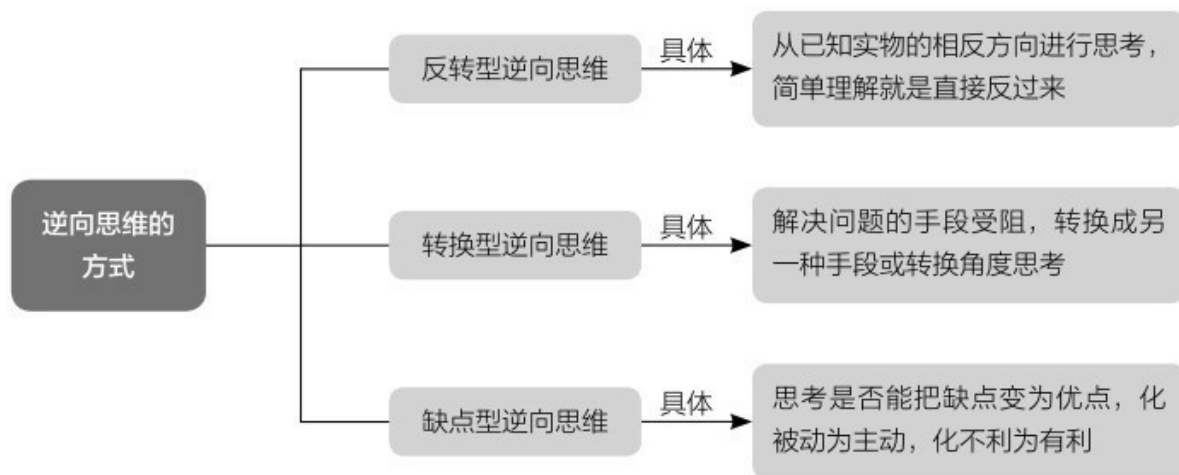 逆向思维的
方式
反转型逆向思维
具体
从已知实物的相反方向进行思考，
简单理解就是直接反过来
转换型逆向思维
具体
解决问题的手段受阻，转换成另
一种手段或转换角度思考
缺点型逆向思维
具体
思考是否能把缺点变为优点，化
被动为主动，化不利为有利